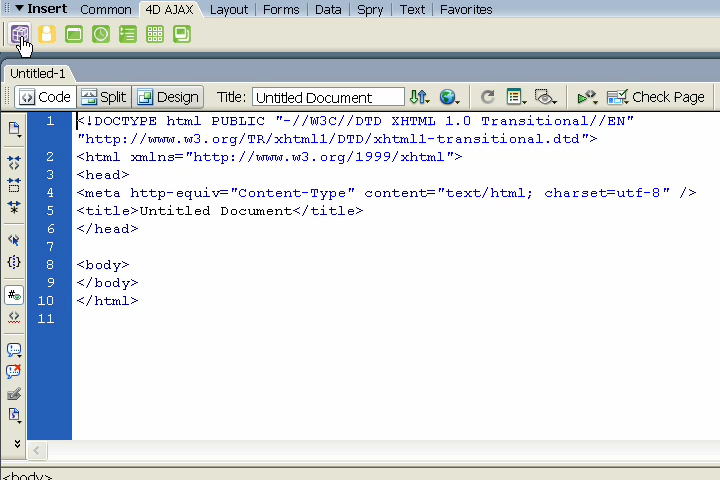 Insert Common 4D AJAX Layout Forms Data Spry Text Favorites
Untitled-1
Code Split Design Title: Untitled Document Check Page
1 <!DOCTYPE html PUBLIC "-//W3C//DTD XHTML 1.0 Transitional//EN"
"http://www.w3.org/TR/xhtml1/DTD/xhtml1-transitional.dtd">
2 <html xmlns="http://www.w3.org/1999/xhtml">
3 <head>
4 <meta http-equiv="Content-Type" content="text/html; charset=utf-8" />
5 <title>Untitled Document</title>
6 </head>
7
8 <body>
9 </body>
10 </html>
11
<body>